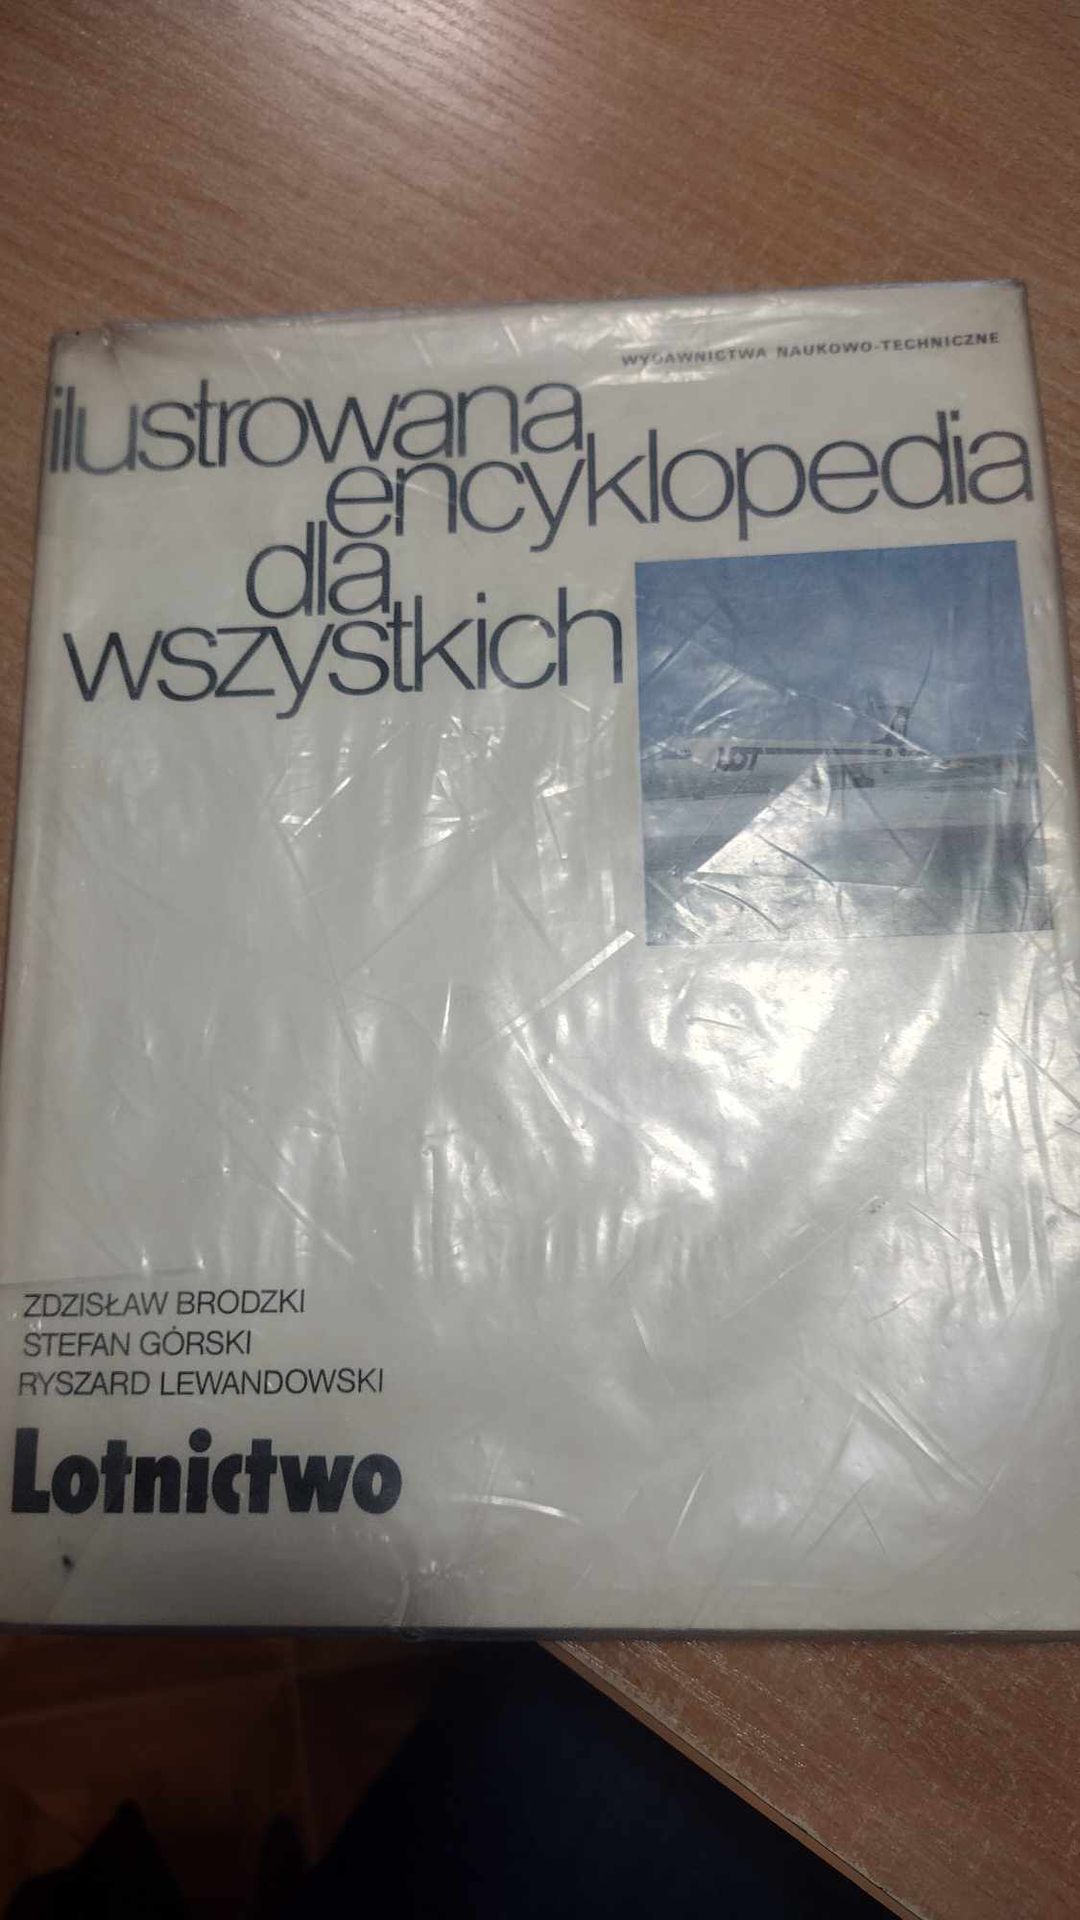 WYDAWNICTWA NAUKOWO-TECHNICZNE
ilustrowana
encyklopedia
dla
wszystkich
LOT
ZDZISŁAW BRODZKI
STEFAN GÓRSKI
RYSZARD LEWANDOWSKI
Lotnictwo